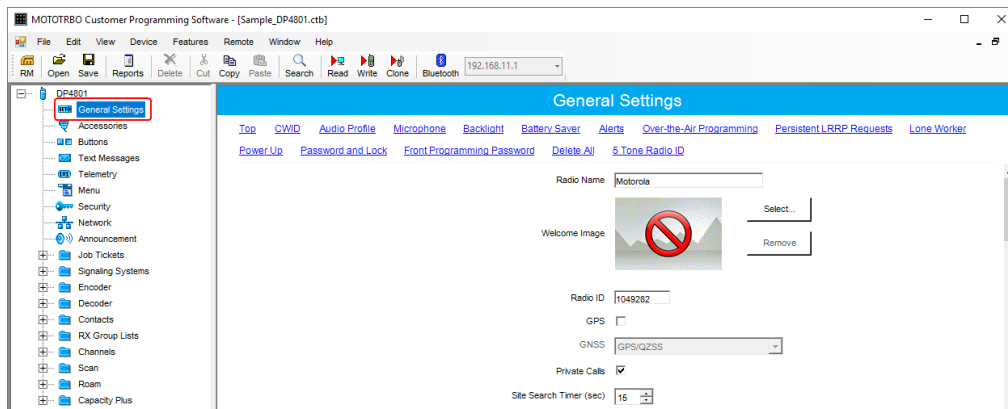 MOTOTRBO Customer Programming Software - [Sample_DP4801.ctb]
File Edit View Device Features Remote Window Help
RM Open Save Reports Delete Cut Copy Paste Search Read Write Clone Bluetooth 192.168.11.1
DP4801
General Settings
Accessories
Buttons
Text Messages
Telemetry
Menu
Security
Network
Announcement
Job Tickets
Signaling Systems
Encoder
Decoder
Contacts
RX Group Lists
Channels
Scan
Roam
Capacity Plus
General Settings
Top CWID Audio Profile Microphone Backlight Battery Saver Alerts Over-the-Air Programming Persistent LRRP Requests Lone Worker
Power Up Password and Lock Front Programming Password Delete All 5 Tone Radio ID
Radio Name Motorola
Welcome Image
Select...
Remove
Radio ID 1049282
GPS
GNSS GPS/QZSS
Private Calls
Site Search Timer (sec) 15